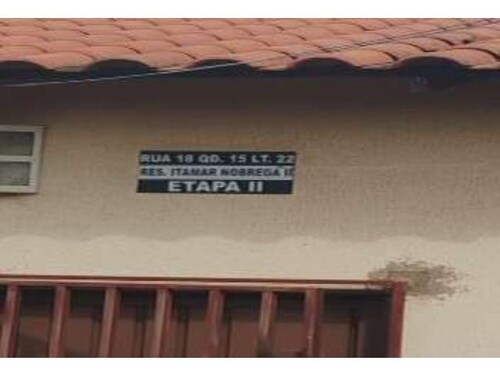 RUA 18 QD. 15 LT. 22
RES. ITAMAR NOBREGA II
ETAPA II